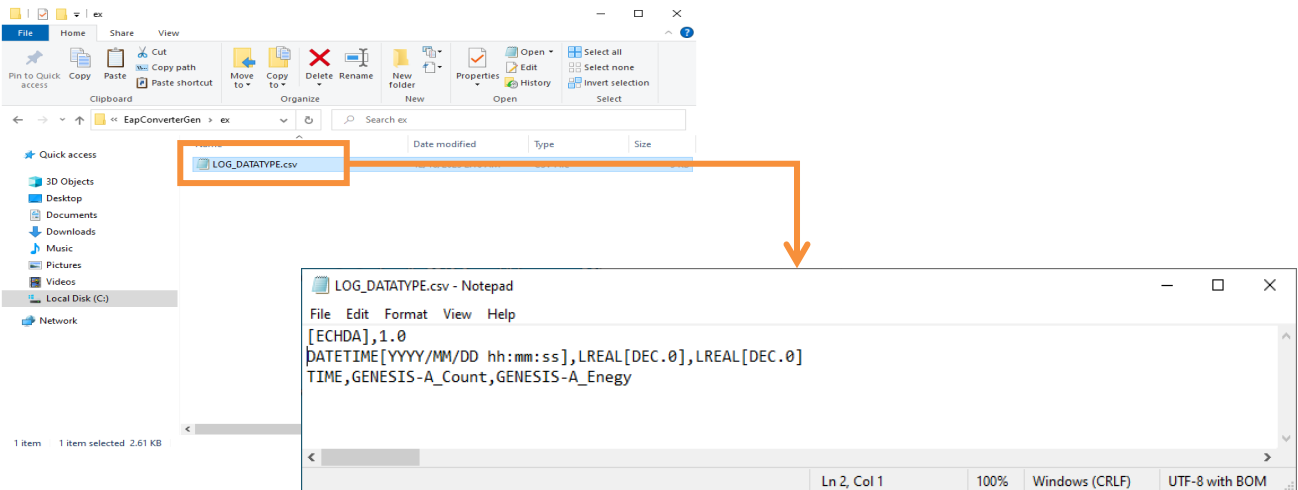 ex
File Home Share View
Pin to Quick access
Copy
Paste
Cut
Copy path
Paste shortcut
Clipboard
Move to
Copy to
Delete
Rename
Organize
New folder
New
Properties
Open
Edit
History
Open
Select all
Select none
Invert selection
Select
« EapConverterGen > ex
Search ex
Name Date modified Type Size
LOG_DATATYPE.csv
Quick access
3D Objects
Desktop
Documents
Downloads
Music
Pictures
Videos
Local Disk (C:)
Network
1 item 1 item selected 2.61 KB
LOG_DATATYPE.csv - Notepad
File Edit Format View Help
[ECHDA],1.0
DATETIME[YYYY/MM/DD hh:mm:ss],LREAL[DEC.0],LREAL[DEC.0]
TIME,GENESIS-A_Count,GENESIS-A_Enegy
Ln 2, Col 1 100% Windows (CRLF) UTF-8 with BOM